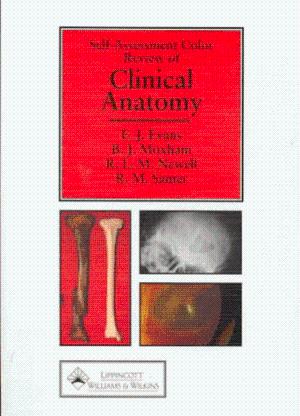 Self-Assessment Color
Review of
Clinical
Anatomy
E. J. Evans
B. J. Moxham
R. L. M. Newell
R. M. Santer
LIPPINCOTT
WILLIAMS & WILKINS